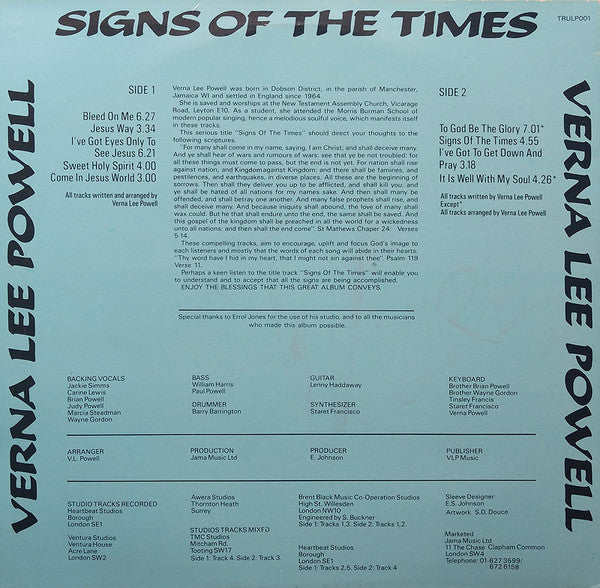 SIGNS OF THE TIMES
TRULP001
VERNA LEE POWELL
SIDE 1
Bleed On Me 6.27
Jesus Way 3.34
I've Got Eyes Only To
See Jesus 6.21
Sweet Holy Spirit 4.00
Come In Jesus World 3.00
All tracks written and arranged by
Verna Lee Powell
Verna Lee Powell was born in Debson District, in the parish of Manchester,
Jamaica WI and settled in England since 1964.
She is saved and worships at the New Testament Assembly Church, Vicarage
Road, Leyton E10. As a student, she attended the Morris Burman School of
modern popular singing, hence a melodious soulful voice, which manifests itself
in these tracks.
This serious title "Signs Of The Times" should direct your thoughts to the
following scriptures.
"For many shall come in my name, saying, I am Christ; and shall deceive many.
And ye shall hear of wars and rumours of wars: see that ye be not troubled: for
all these things must come to pass, but the end is not yet. For nation shall rise
against nation, and Kingdom against Kingdom: and there shall be famines, and
pestilences, and earthquakes, in diverse places. All these are the beginning of
sorrows. Then shall they deliver you up to be afflicted, and shall kill you: and
ye shall be hated of all nations for my names sake. And then shall many be
offended, and shall betray one another. And many false prophets shall rise, and
shall deceive many. And because iniquity shall abound, the love of many shall
wax could. But he that shall endure unto the end, the same shall be saved. And
this gospel of the kingdom shall be preached in all the world for a wickedness
unto all nations: and then shall the end come". St Mathews Chaper 24: Verses
5-14.
These compelling tracks, aim to encourage, uplift and focus God's image to
each listeners and mostly that the words of each song will abide in their hearts.
"Thy word have I hid in my heart, that I might not sin against thee". Psalm 119
Verse 11.
Perhaps a keen listen to the title track "Signs Of The Times" will enable you
to understand and to accept that all the signs are being accomplished.
ENJOY THE BLESSINGS THAT THIS GREAT ALBUM CONVEYS.
Special thanks to Errol Jones for the use of his studio, and to all the musicians
who made this album possible.
SIDE 2
To God Be The Glory 7.01*
Signs Of The Times 4.55
I've Got To Get Down And
Pray 3.18
It Is Well With My Soul 4.26*
All tracks written by Verna Lee Powell
Except*
All tracks arranged by Verna Lee Powell
VERNA LEE POWELL
BACKING VOCALS
Jackie Simms
Carine Lewis
Brian Powell
Judy Powell
Marcia Steadman
Wayne Gordon
BASS
William Harris
Paul Powell
DRUMMER
Barry Barrington
GUITAR
Lenny Haddaway
SYNTHESIZER
Staret Francisco
KEYBOARD
Brother Brian Powell
Brother Wayne Gordon
Tinsley Francis
Staret Francisco
Verna Powell
ARRANGER
V.L. Powell
PRODUCTION
Jama Music Ltd
PRODUCER
E. Johnson
PUBLISHER
VLP Music
STUDIO TRACKS RECORDED
Heartbeat Studios
Borough
London SE1
Ventura Studios
Ventura House
Acre Lane
London SW2
Awera Studios
Thornton Heath
Surrey
STUDIOS TRACKS MIXED
TMC Studios
Mitcham Rd.
Tooting SW17
Side 1: Track 4. Side 2: Track 3.
Brent Black Music Co-Operation Studios
High St. Willesden
London NW10
Engineered by S. Buckner
Side 1: Tracks 1,3. Side 2: Tracks 1,2.
Heartbeat Studios
Borough
London SE1
Side 1: Tracks 2,5. Side 2: Track 4
Sleeve Designer
E.S. Johnson
Artwork S.D. Douce
Marketed
Jama Music Ltd.
11 The Chase Clapham Common
London SW4
Telephone: 01-627 3599/
672 6158